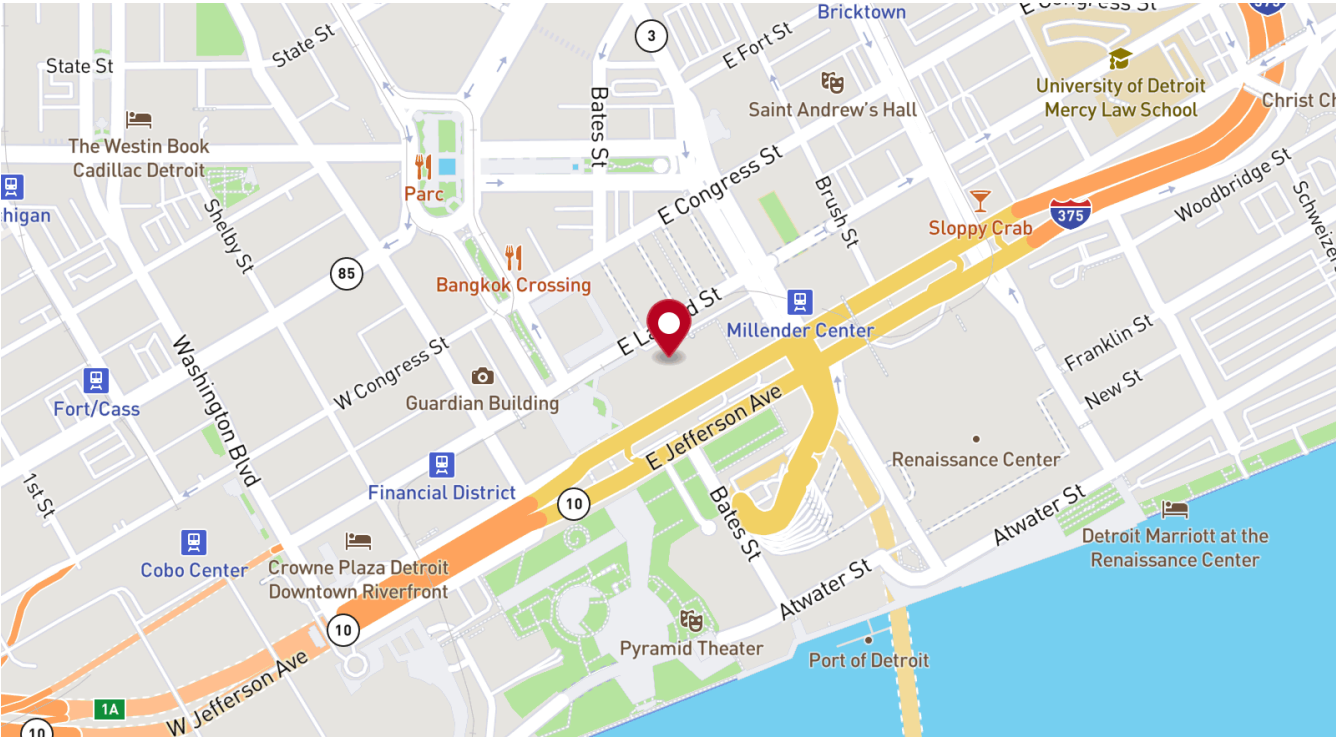 375
E Congress St
Bricktown
3
State St
E Fort St
State St
University of Detroit
Mercy Law School
Saint Andrew's Hall
Christ Ch
Bates St
The Westin Book
Cadillac Detroit
E Congress St
Woodbridge St
Parc
higan
Shelby St
Brush St
Schweizer
375
Sloppy Crab
85
Bangkok Crossing
E La d St
Millender Center
Washington Blvd
W Congress St
Franklin St
New St
Guardian Building
Fort/Cass
E Jefferson Ave
Renaissance Center
1st St
Financial District
10
Bates St
Atwater St
Detroit Marriott at the
Renaissance Center
Cobo Center
Crowne Plaza Detroit
Downtown Riverfront
Atwater St
10
Pyramid Theater
Port of Detroit
W Jefferson Ave
1A
10